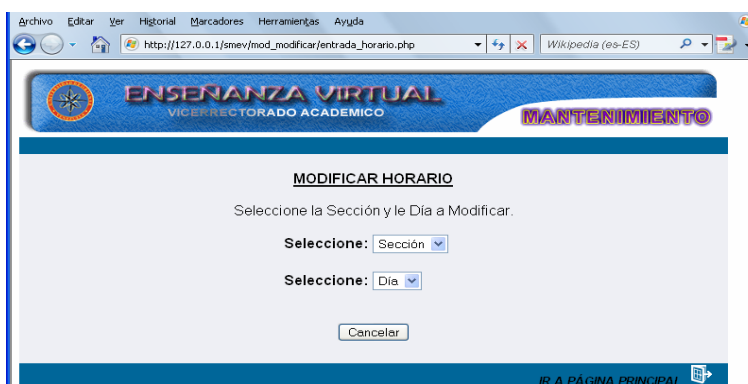 Archivo Editar Ver Historial Marcadores Herramientas Ayuda
http://127.0.0.1/smev/mod_modificar/entrada_horario.php Wikipedia (es-ES)
ENSEÑANZA VIRTUAL
VICERRECTORADO ACADEMICO
MANTENIMIENTO
MODIFICAR HORARIO
Seleccione la Sección y le Día a Modificar.
Seleccione: Sección
Seleccione: Día
Cancelar
IR A PÁGINA PRINCIPAL